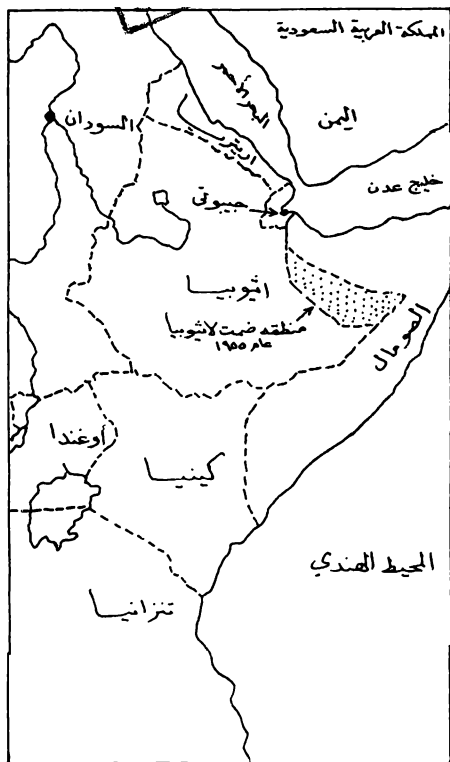 المملكة العربية السعودية
البحر الأحمر
اليمن
السودان
اريتريا
خليج عدن
جيبوتي
اثيوبيا
منطقة ضمت لاثيوبيا
عام ١٩٥٥
الصومال
أوغندا
كينيا
المحيط الهندي
تنزانيا